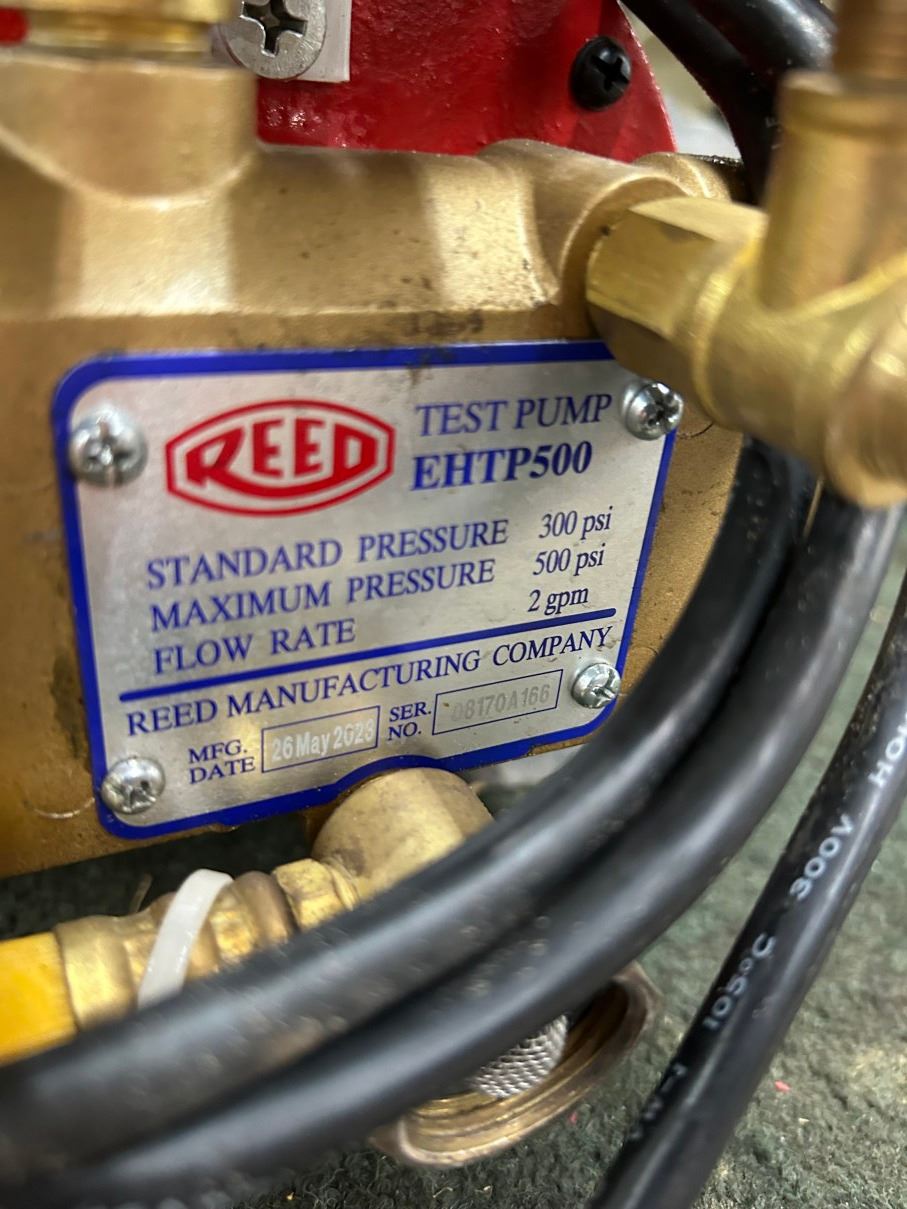 REED
TEST PUMP
EHTP500
STANDARD PRESSURE 300 psi
MAXIMUM PRESSURE 500 psi
FLOW RATE 2 gpm
REED MANUFACTURING COMPANY
MFG. DATE 26 May 2023 SER. NO. 08170A166
105°C 300V